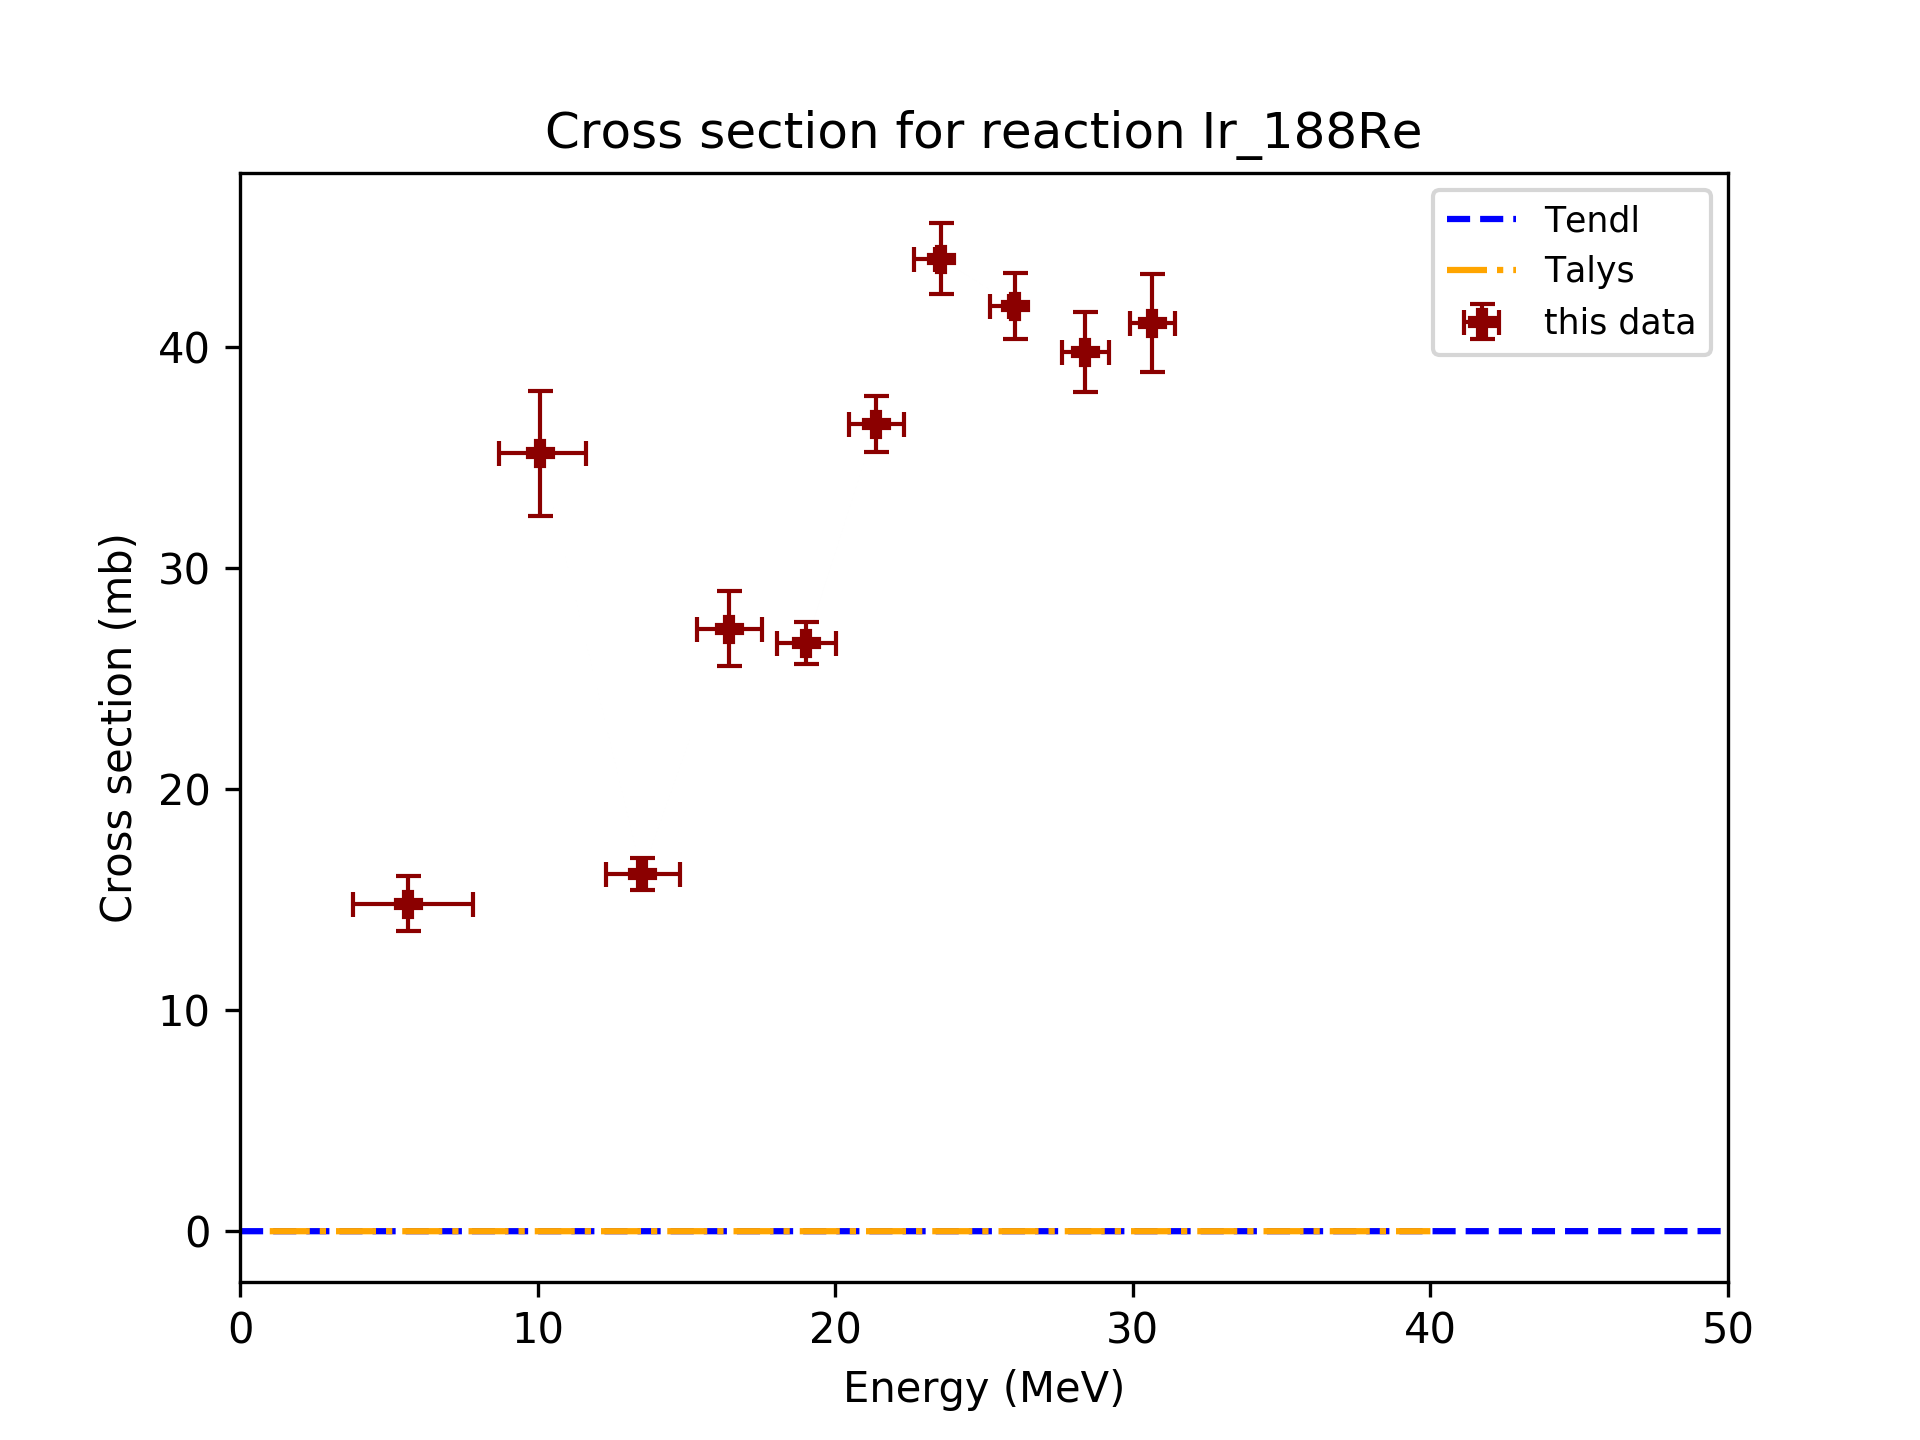 Cross section for reaction Ir_188Re
Tendl
Talys
this data
Cross section (mb)
40
30
20
10
0
0 10 20 30 40 50
Energy (MeV)